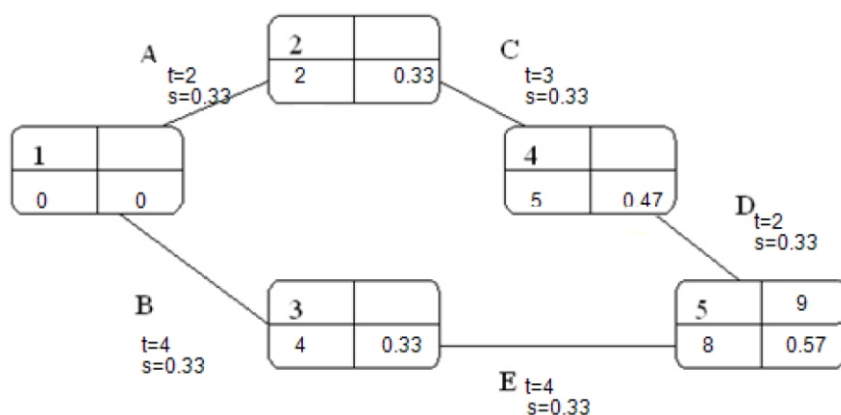 A
t=2
s=0.33
2
2 0.33
C
t=3
s=0.33
1
0 0
4
5 0.47
D
t=2
s=0.33
B
t=4
s=0.33
3
4 0.33
5 9
8 0.57
E
t=4
s=0.33